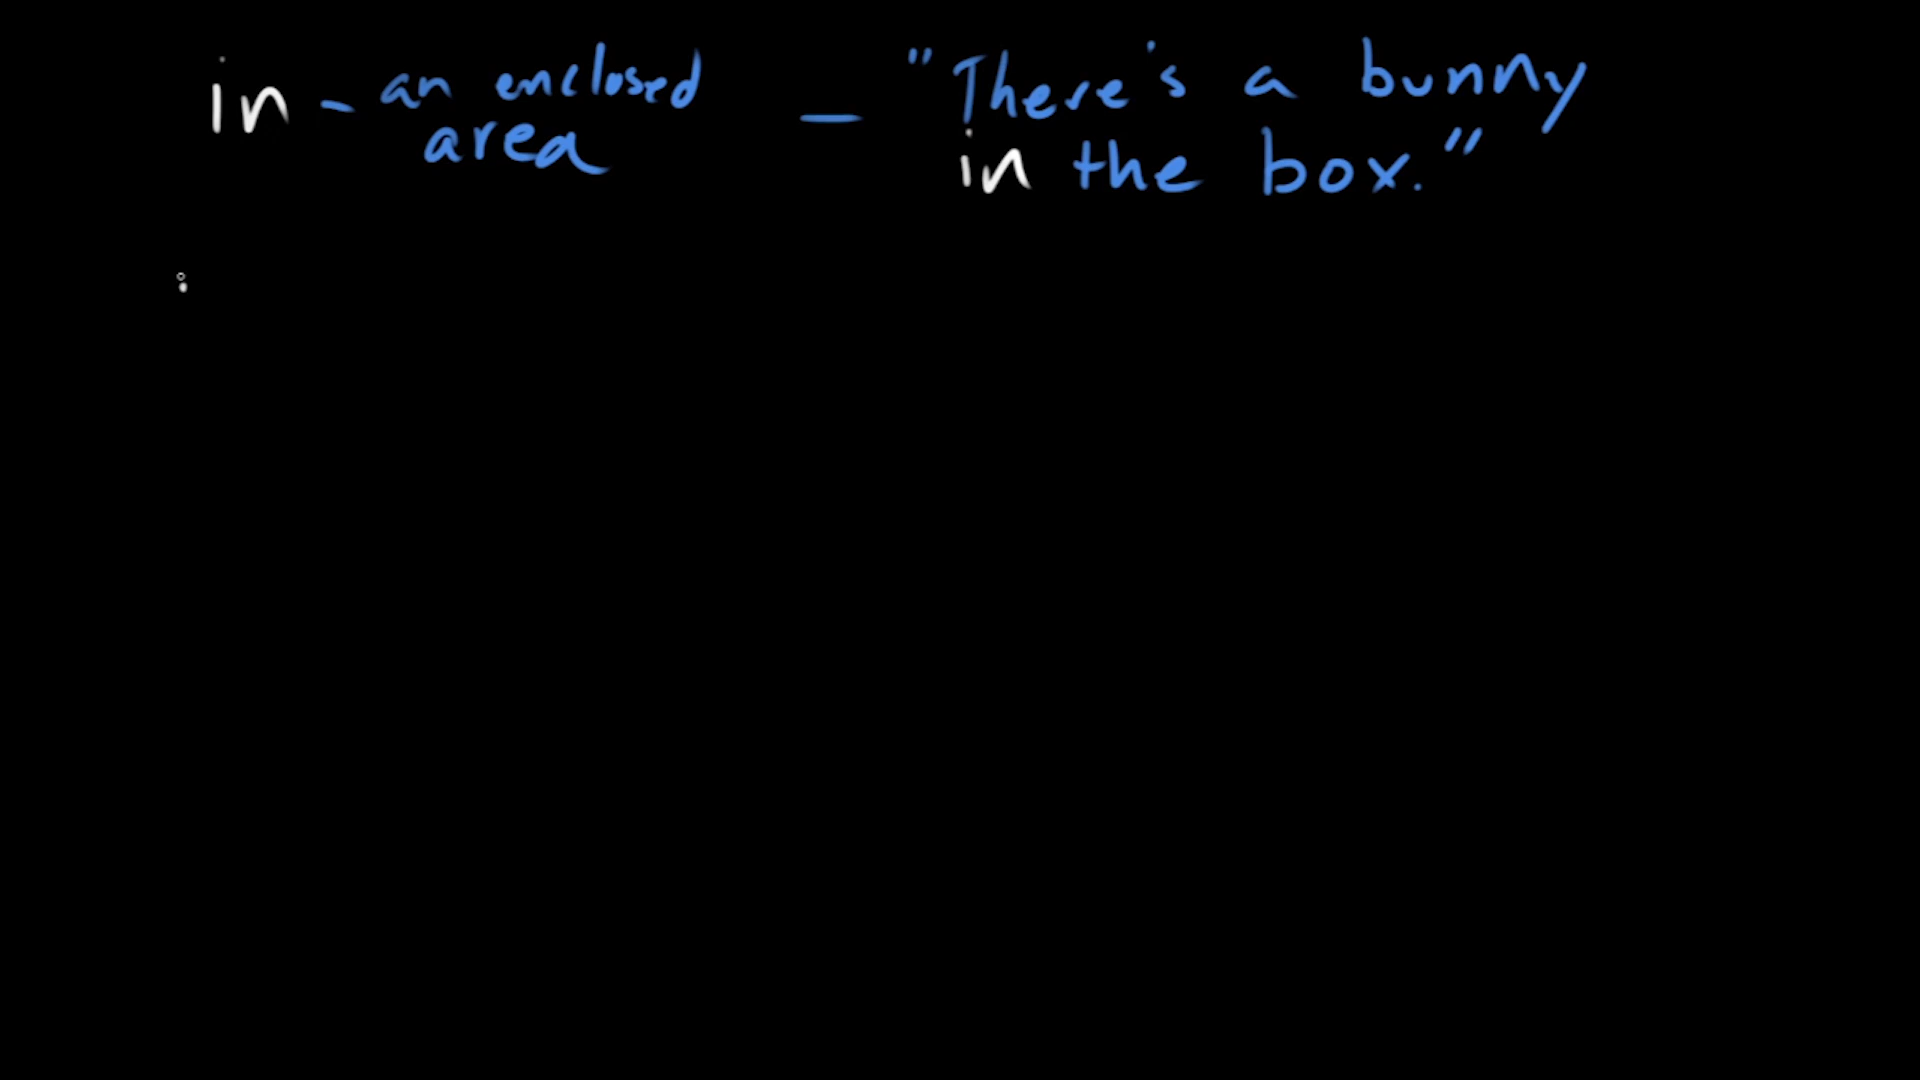 in - an enclosed area — "There's a bunny
in the box."